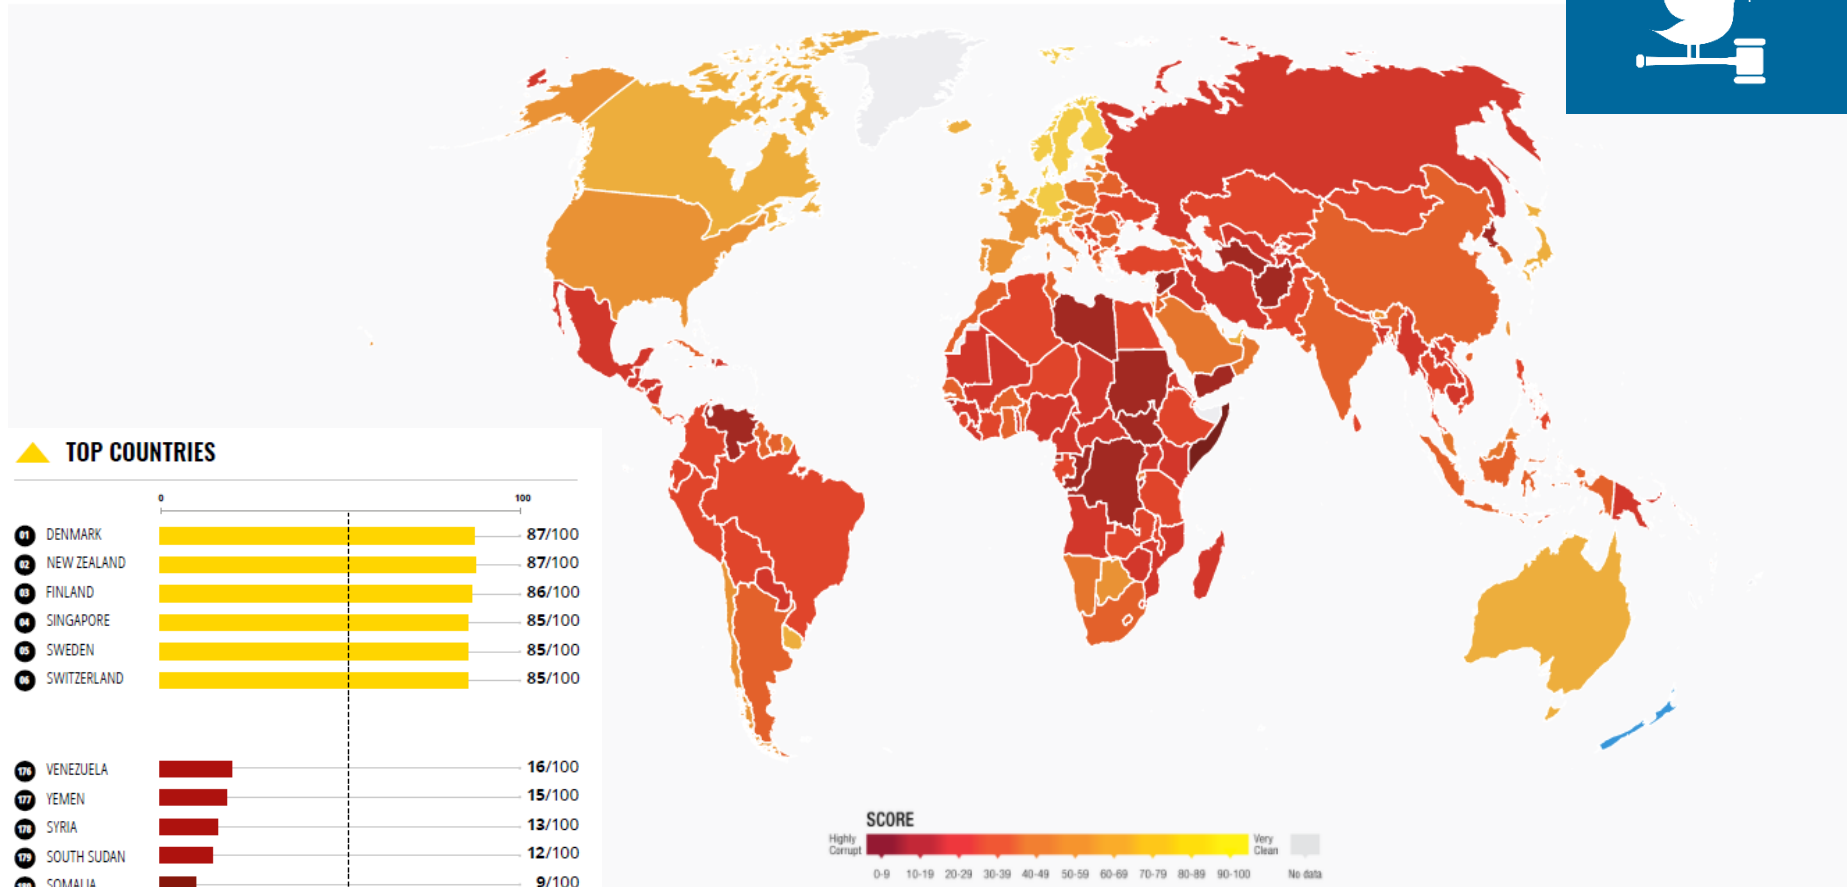 TOP COUNTRIES
0 100
01 DENMARK 87/100
02 NEW ZEALAND 87/100
03 FINLAND 86/100
04 SINGAPORE 85/100
05 SWEDEN 85/100
06 SWITZERLAND 85/100
176 VENEZUELA 16/100
177 YEMEN 15/100
178 SYRIA 13/100
179 SOUTH SUDAN 12/100
SOMALIA 9/100
SCORE
Highly Corrupt
Very Clean
0-9 10-19 20-29 30-39 40-49 50-59 60-69 70-79 80-89 90-100 No data